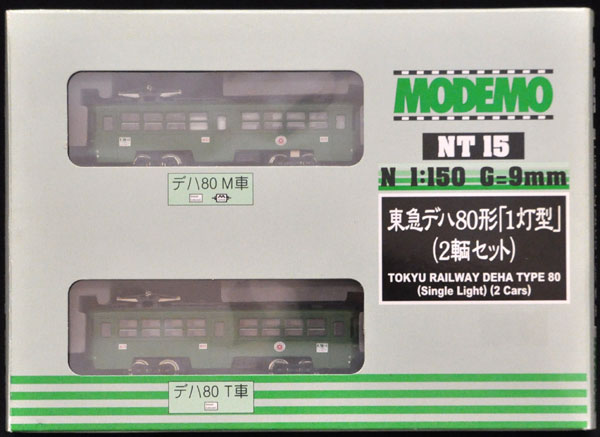 MODEMO
NT 15
N 1:150 G=9mm
東急デハ80形「1灯型」
(2輌セット)
TOKYU RAILWAY DEHA TYPE 80
(Single Light) (2 Cars)
デハ80 M車
デハ80 T車